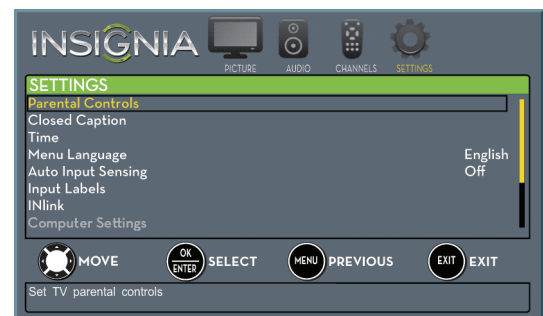 INSIGNIA
PICTURE AUDIO CHANNELS SETTINGS
SETTINGS
Parental Controls
Closed Caption
Time
Menu Language English
Auto Input Sensing Off
Input Labels
INlink
Computer Settings
MOVE OK ENTER SELECT MENU PREVIOUS EXIT EXIT
Set TV parental controls